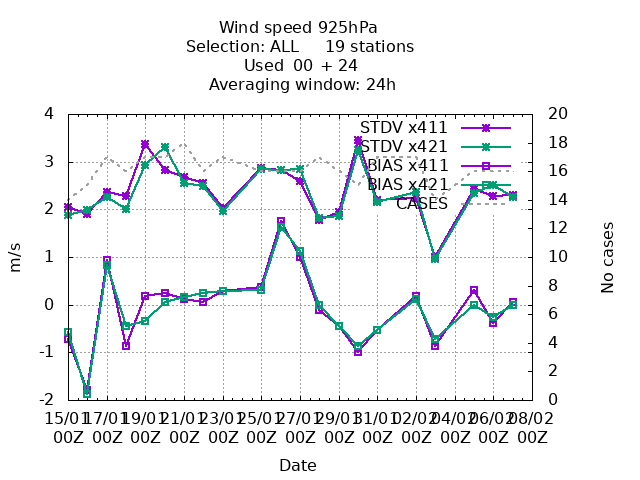 Wind speed 925hPa
Selection: ALL 19 stations
Used 00 + 24
Averaging window: 24h
STDV x411
STDV x421
BIAS x411
BIAS x421
CASES
4
3
2
1
0
-1
-2
m/s
20
18
16
14
12
10
8
6
4
2
0
No cases
15/01 17/01 19/01 21/01 23/01 25/01 27/01 29/01 31/01 02/02 04/02 06/02 08/02
00Z 00Z 00Z 00Z 00Z 00Z 00Z 00Z 00Z 00Z 00Z 00Z 00Z
Date